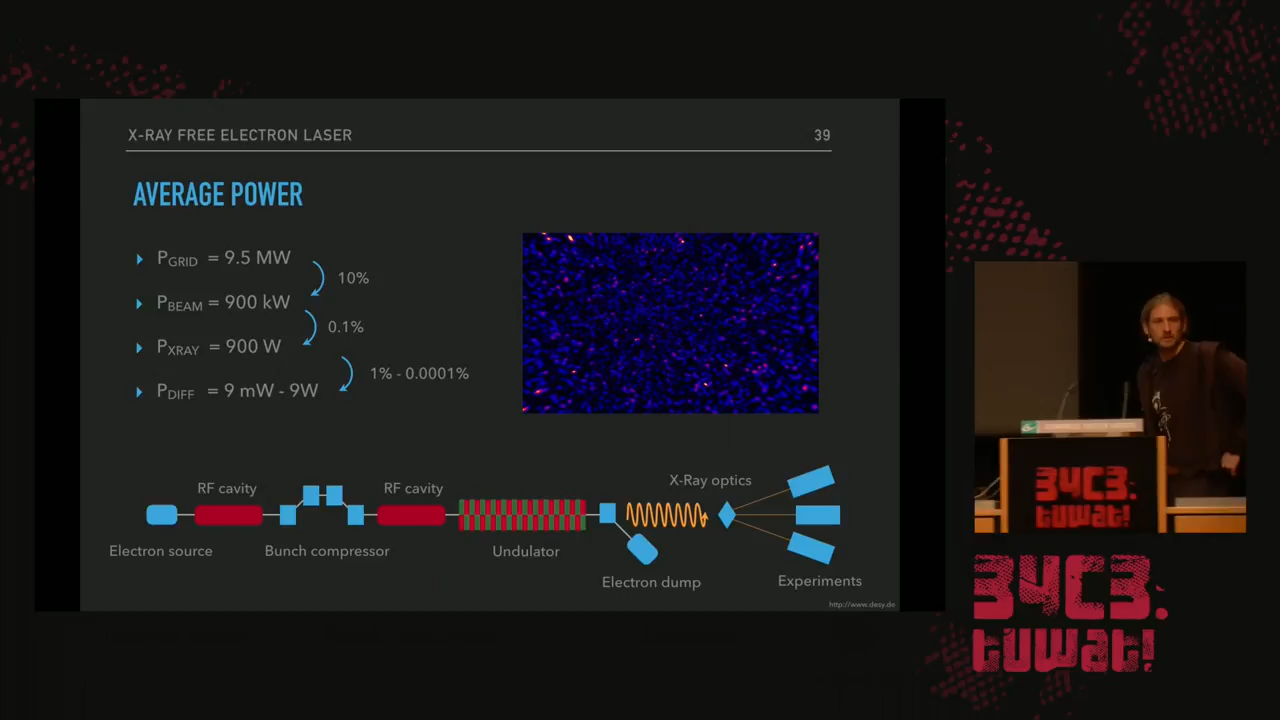 X-RAY FREE ELECTRON LASER 39
AVERAGE POWER
PGRID = 9.5 MW
10%
PBEAM = 900 kW
0.1%
PXRAY = 900 W
1% - 0.0001%
PDIFF = 9 mW - 9W
X-Ray optics
RF cavity
RF cavity
Electron source
Bunch compressor
Undulator
Electron dump
Experiments
http://www.desy.de
34C3.
tuwat!
34C3.
tuwat!